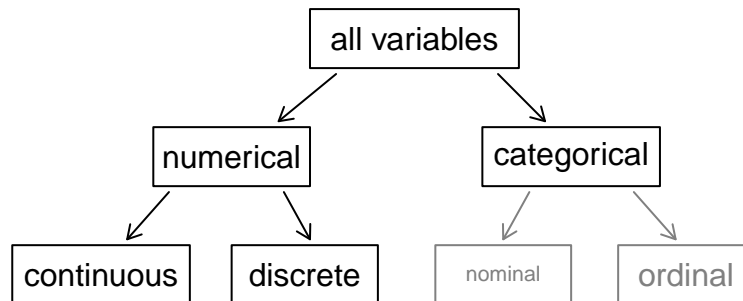 all variables
numerical
categorical
continuous
discrete
nominal
ordinal